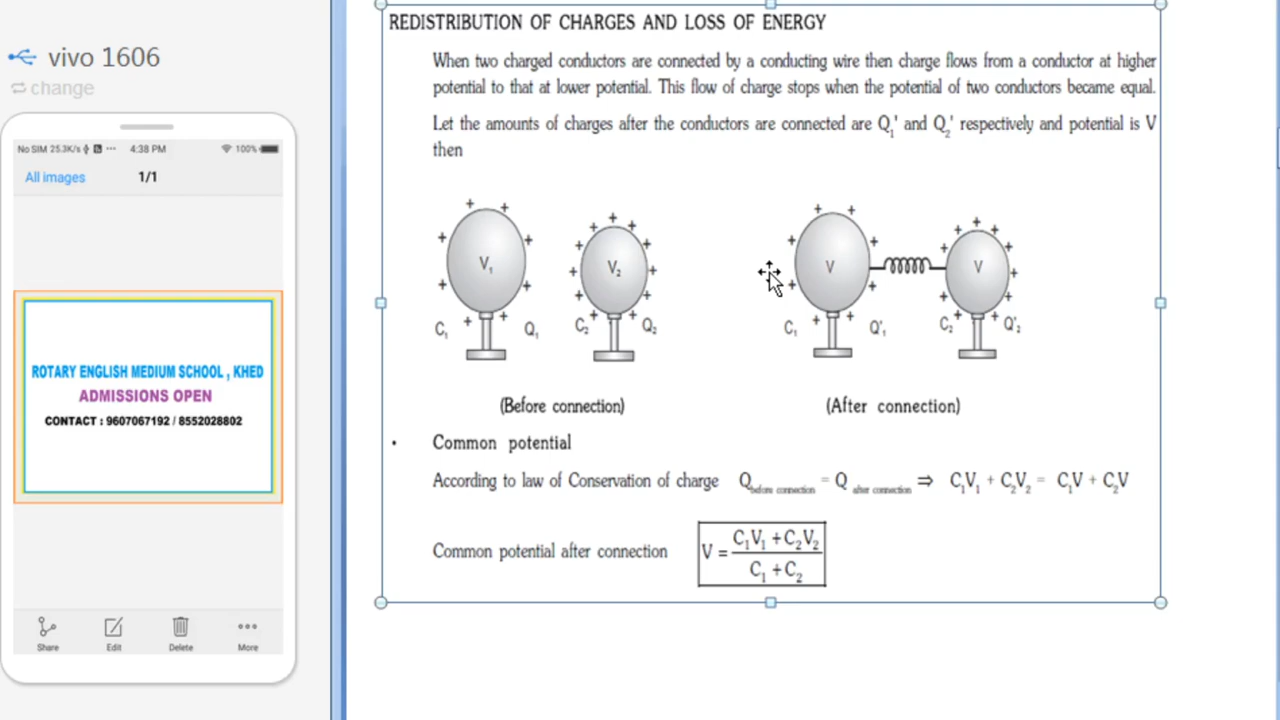 vivo 1606
change
No SIM 25.3K/s 4:38 PM 100%
All images 1/1
ROTARY ENGLISH MEDIUM SCHOOL , KHED
ADMISSIONS OPEN
CONTACT : 9607067192 / 8552028802
Share Edit Delete More
REDISTRIBUTION OF CHARGES AND LOSS OF ENERGY
When two charged conductors are connected by a conducting wire then charge flows from a conductor at higher
potential to that at lower potential. This flow of charge stops when the potential of two conductors became equal.
Let the amounts of charges after the conductors are connected are Q₁' and Q₂' respectively and potential is V
then
V₁ V₂ V V
C₁ Q₁ C₂ Q₂ C₁ Q'₁ C₂ Q'₂
(Before connection) (After connection)
• Common potential
According to law of Conservation of charge Q before connection = Q after connection ⇒ C₁V₁ + C₂V₂ = C₁V + C₂V
Common potential after connection V = (C₁V₁ + C₂V₂) / (C₁ + C₂)